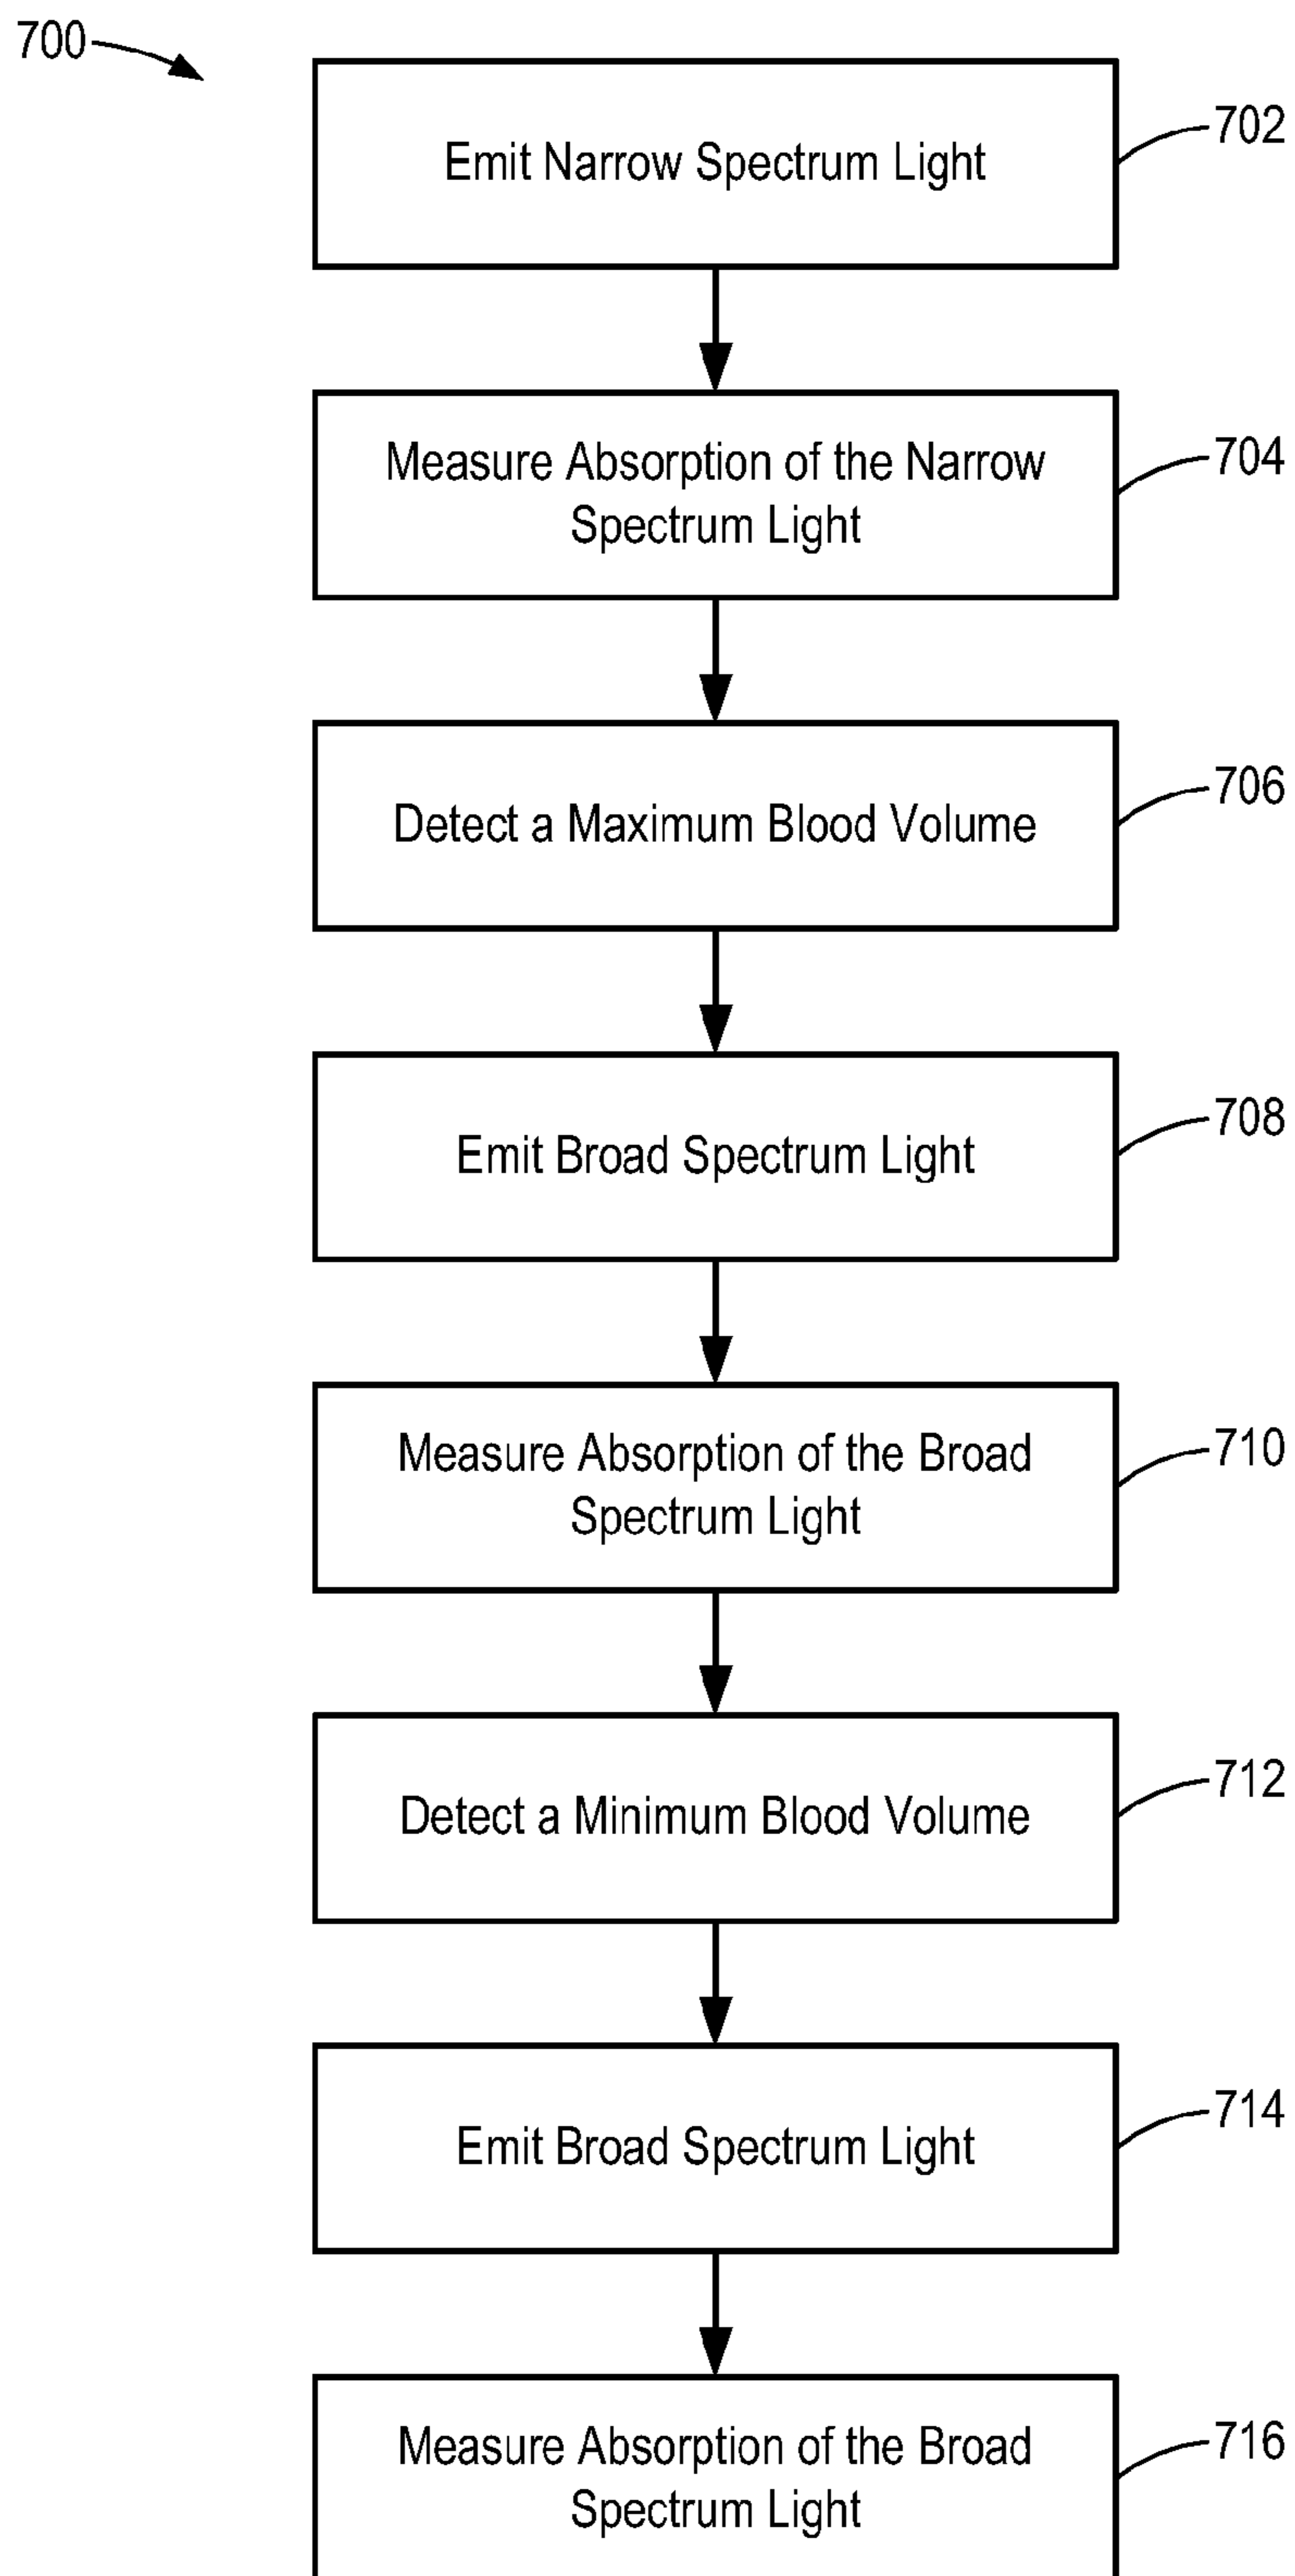 700
Emit Narrow Spectrum Light
702
Measure Absorption of the Narrow
Spectrum Light
704
Detect a Maximum Blood Volume
706
Emit Broad Spectrum Light
708
Measure Absorption of the Broad
Spectrum Light
710
Detect a Minimum Blood Volume
712
Emit Broad Spectrum Light
714
Measure Absorption of the Broad
Spectrum Light
716